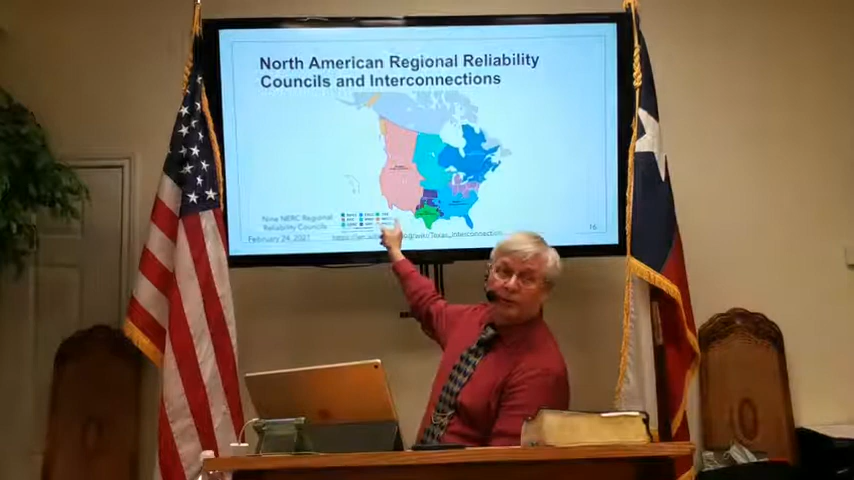 North American Regional Reliability
Councils and Interconnections
Nine NERC Regional
Reliability Councils
February 24, 2021
16